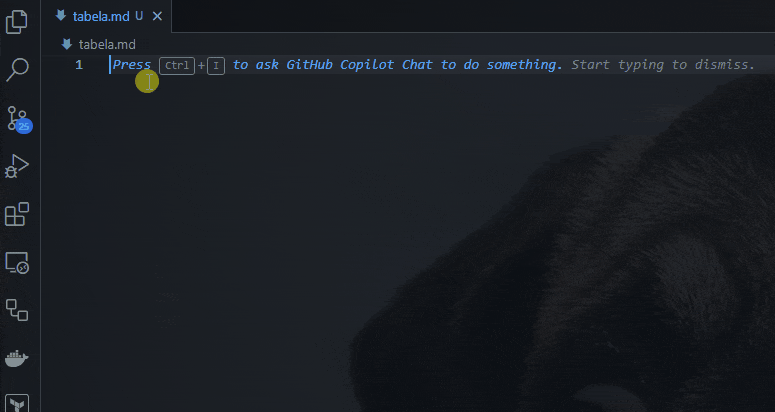 tabela.md U
tabela.md
1 Press Ctrl+I to ask GitHub Copilot Chat to do something. Start typing to dismiss.
25